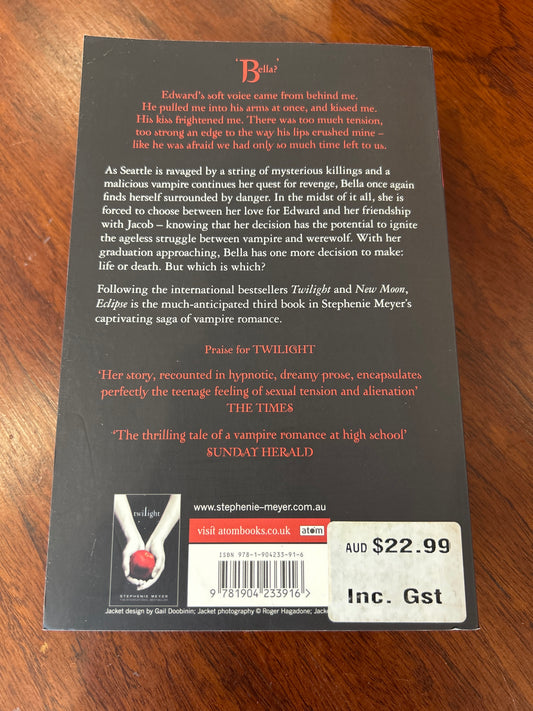 'Bella?'
Edward's soft voice came from behind me.
He pulled me into his arms at once, and kissed me.
His kiss frightened me. There was too much tension,
too strong an edge to the way his lips crushed mine –
like he was afraid we had only so much time left to us.
As Seattle is ravaged by a string of mysterious killings and a
malicious vampire continues her quest for revenge, Bella once again
finds herself surrounded by danger. In the midst of it all, she is
forced to choose between her love for Edward and her friendship
with Jacob – knowing that her decision has the potential to ignite
the ageless struggle between vampire and werewolf. With her
graduation approaching, Bella has one more decision to make:
life or death. But which is which?
Following the international bestsellers Twilight and New Moon,
Eclipse is the much-anticipated third book in Stephenie Meyer's
captivating saga of vampire romance.
Praise for TWILIGHT
'Her story, recounted in hypnotic, dreamy prose, encapsulates
perfectly the teenage feeling of sexual tension and alienation'
THE TIMES
'The thrilling tale of a vampire romance at high school'
SUNDAY HERALD
twilight
STEPHENIE MEYER
www.stephenie-meyer.com.au
visit atombooks.co.uk atom
ISBN 978-1-904233-91-6
9 781904 233916 >
AUD $22.99
Inc. Gst
Jacket design by Gail Doobinin; Jacket photography © Roger Hagadone;